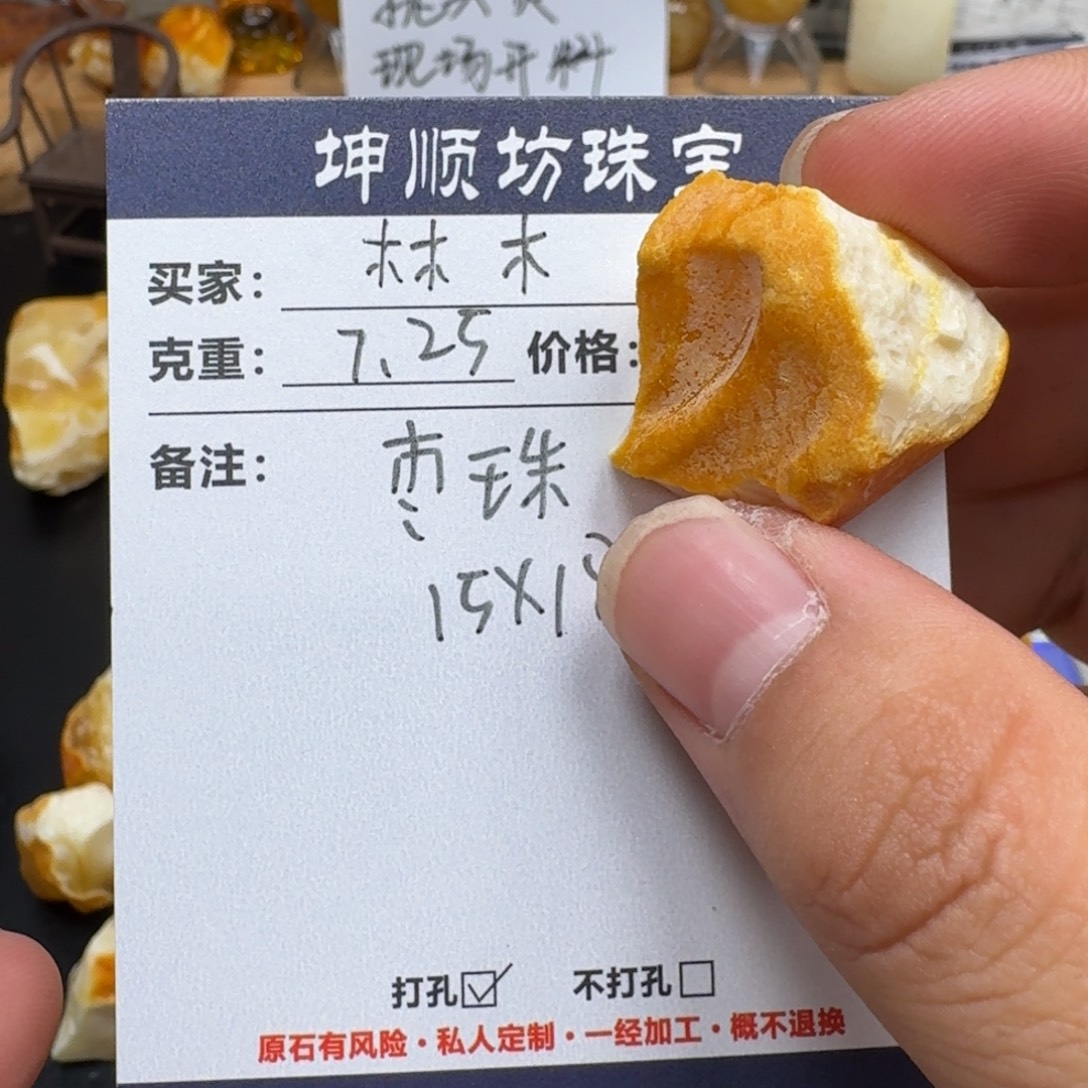 现场开料
坤顺坊珠宝
买家: 林木
克重: 7.25 价格:
备注: 枣珠
15X1
打孔 不打孔
原石有风险·私人定制·一经加工·概不退换